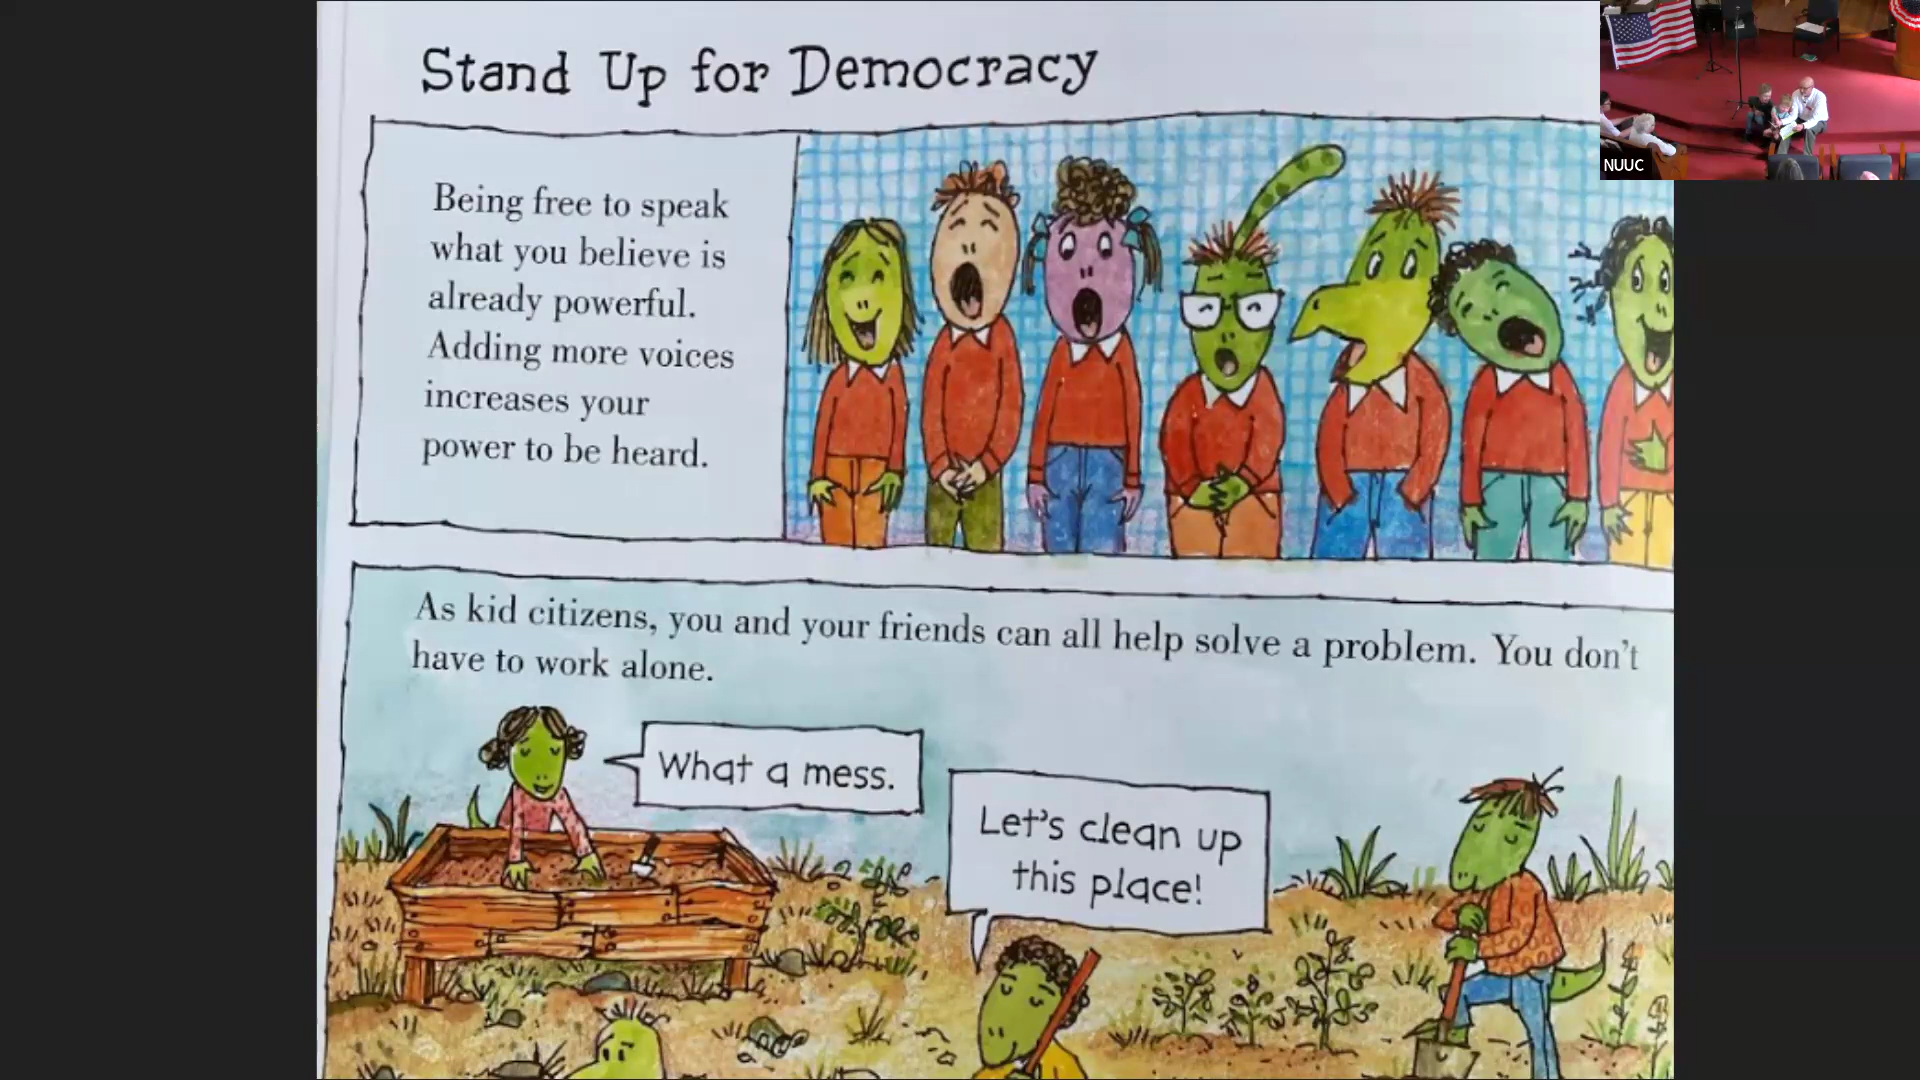 Stand Up for Democracy
Being free to speak
what you believe is
already powerful.
Adding more voices
increases your
power to be heard.
As kid citizens, you and your friends can all help solve a problem. You don't
have to work alone.
What a mess.
Let's clean up
this place!
NUUC